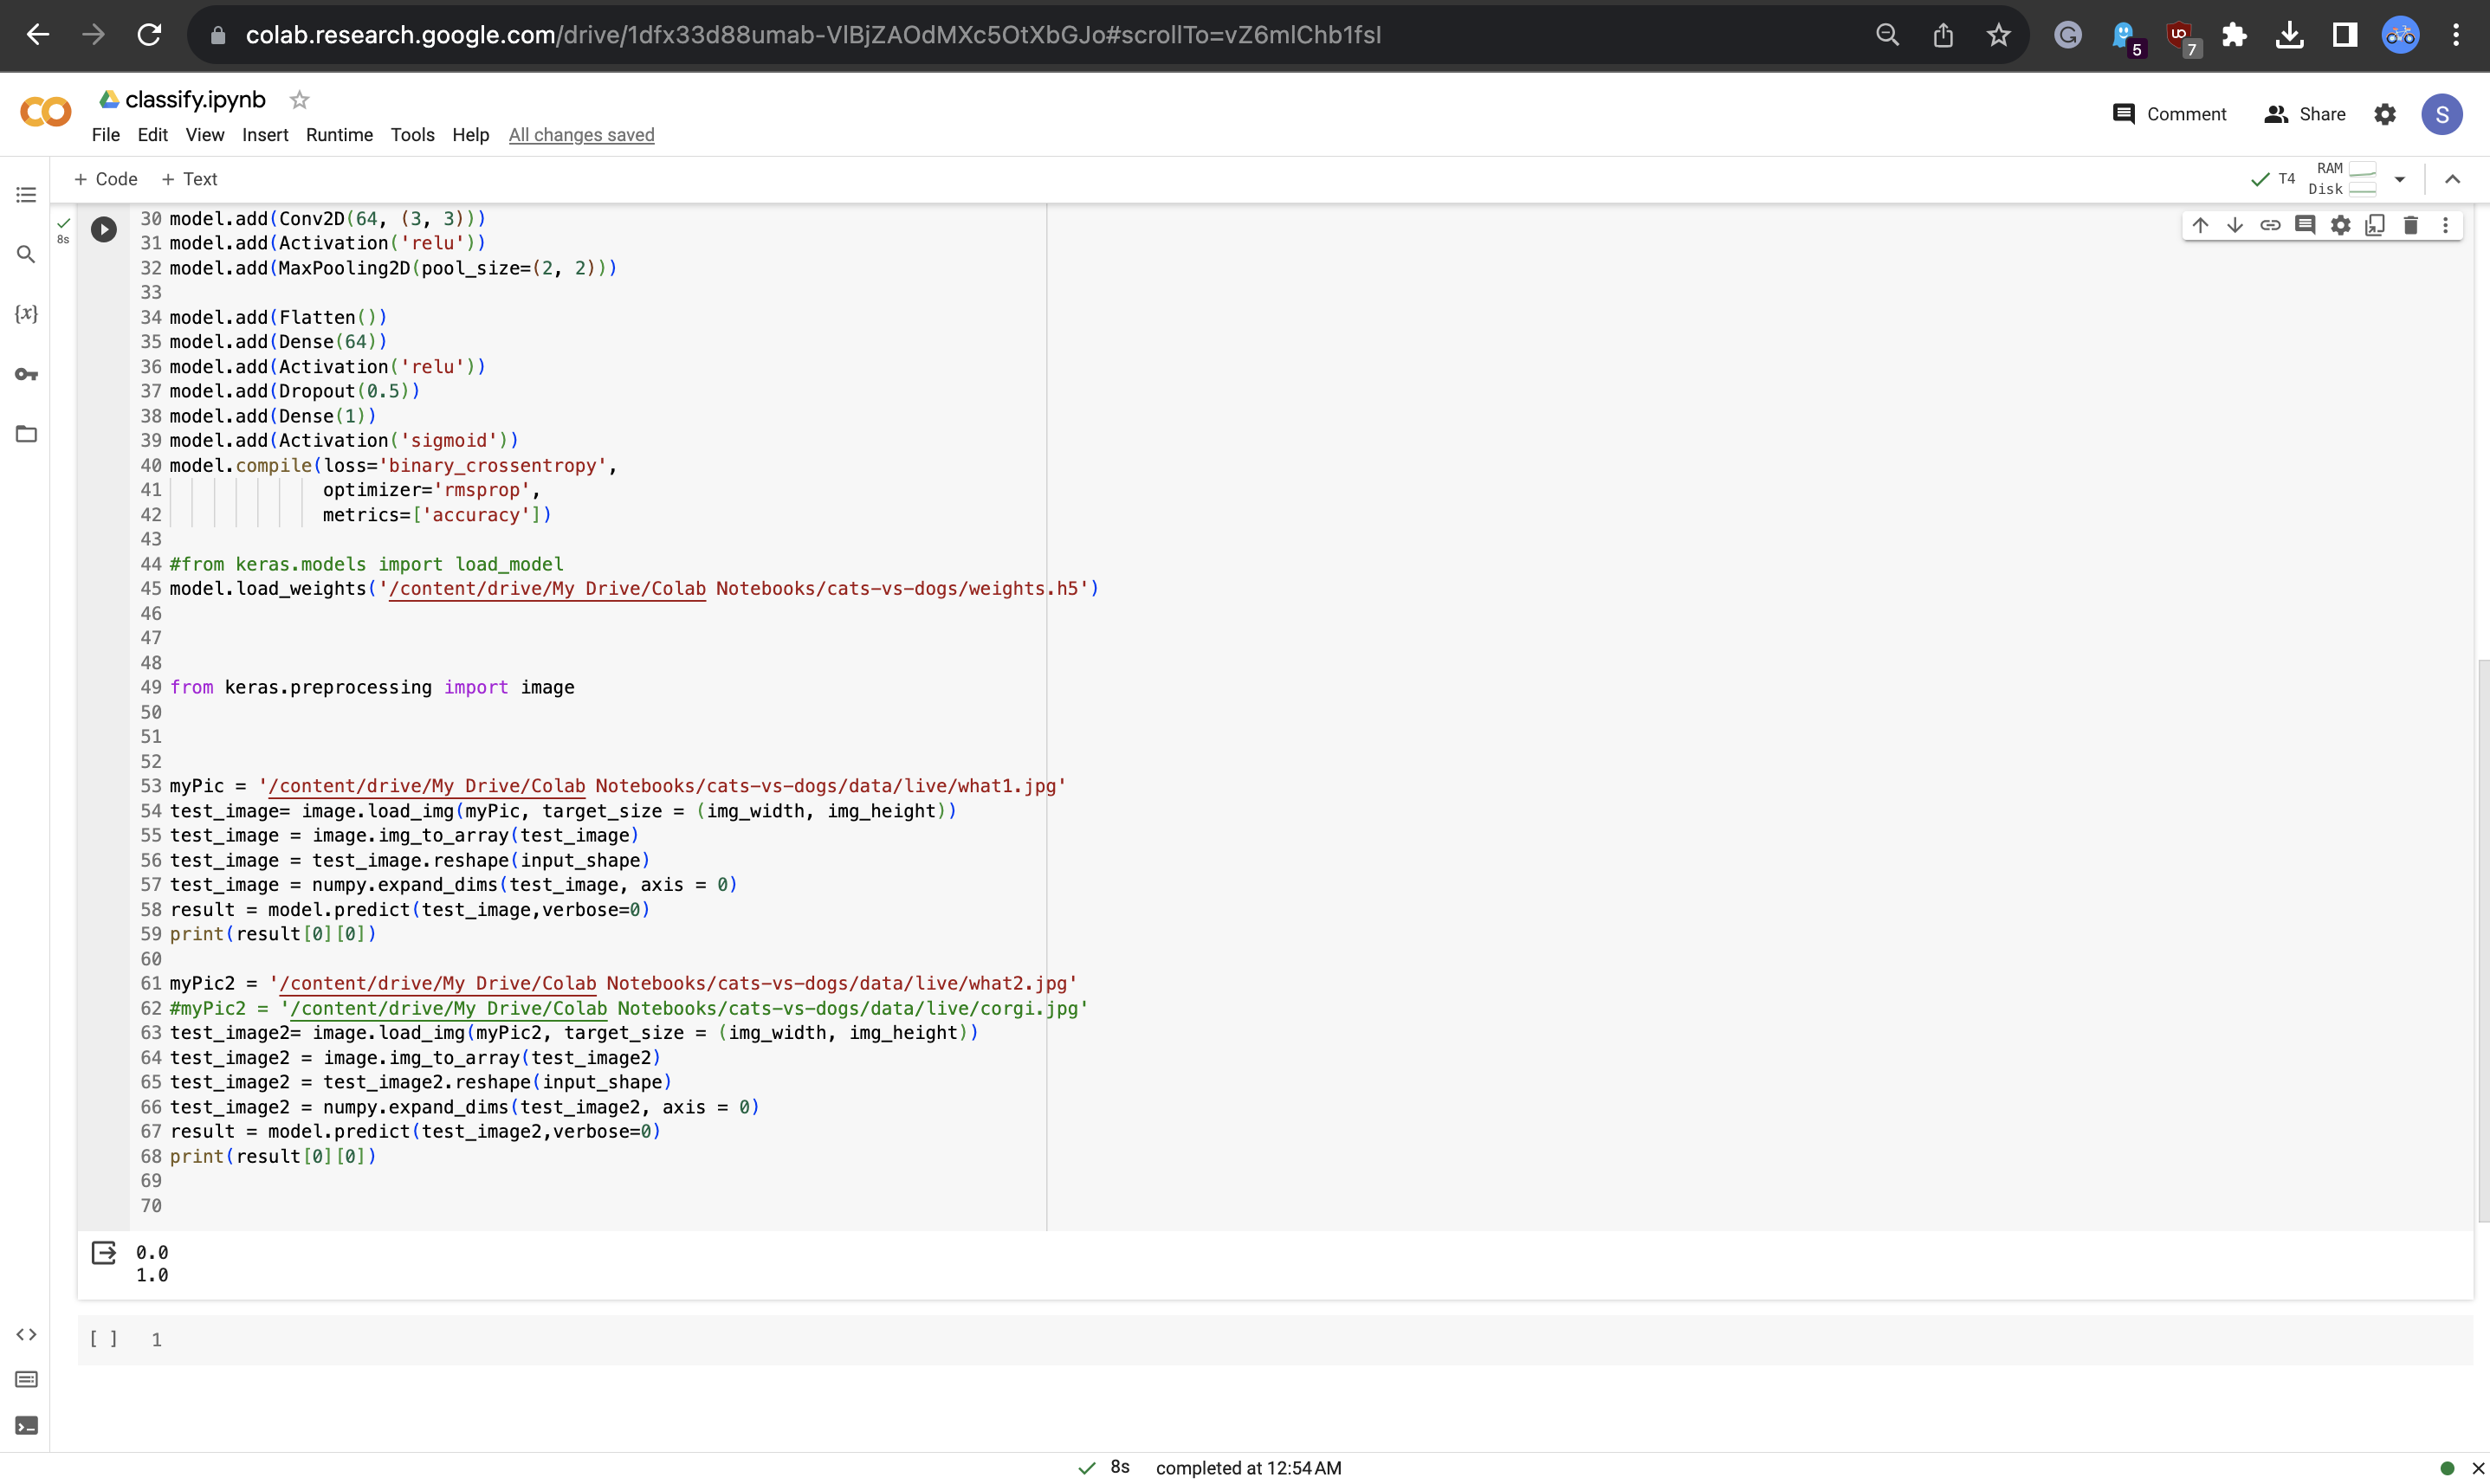 colab.research.google.com/drive/1dfx33d88umab-VlBjZAOdMXc5OtXbGJo#scrollTo=vZ6mlChb1fsI
5
7
classify.ipynb
File Edit View Insert Runtime Tools Help All changes saved
Comment
Share
S
+ Code + Text
T4
RAM
Disk
8s
30 model.add(Conv2D(64, (3, 3)))
31 model.add(Activation('relu'))
32 model.add(MaxPooling2D(pool_size=(2, 2)))
33
34 model.add(Flatten())
35 model.add(Dense(64))
36 model.add(Activation('relu'))
37 model.add(Dropout(0.5))
38 model.add(Dense(1))
39 model.add(Activation('sigmoid'))
40 model.compile(loss='binary_crossentropy',
41 optimizer='rmsprop',
42 metrics=['accuracy'])
43
44 #from keras.models import load_model
45 model.load_weights('/content/drive/My Drive/Colab Notebooks/cats-vs-dogs/weights.h5')
46
47
48
49 from keras.preprocessing import image
50
51
52
53 myPic = '/content/drive/My Drive/Colab Notebooks/cats-vs-dogs/data/live/what1.jpg'
54 test_image= image.load_img(myPic, target_size = (img_width, img_height))
55 test_image = image.img_to_array(test_image)
56 test_image = test_image.reshape(input_shape)
57 test_image = numpy.expand_dims(test_image, axis = 0)
58 result = model.predict(test_image,verbose=0)
59 print(result[0][0])
60
61 myPic2 = '/content/drive/My Drive/Colab Notebooks/cats-vs-dogs/data/live/what2.jpg'
62 #myPic2 = '/content/drive/My Drive/Colab Notebooks/cats-vs-dogs/data/live/corgi.jpg'
63 test_image2= image.load_img(myPic2, target_size = (img_width, img_height))
64 test_image2 = image.img_to_array(test_image2)
65 test_image2 = test_image2.reshape(input_shape)
66 test_image2 = numpy.expand_dims(test_image2, axis = 0)
67 result = model.predict(test_image2,verbose=0)
68 print(result[0][0])
69
70
0.0
1.0
[ ] 1
8s completed at 12:54 AM